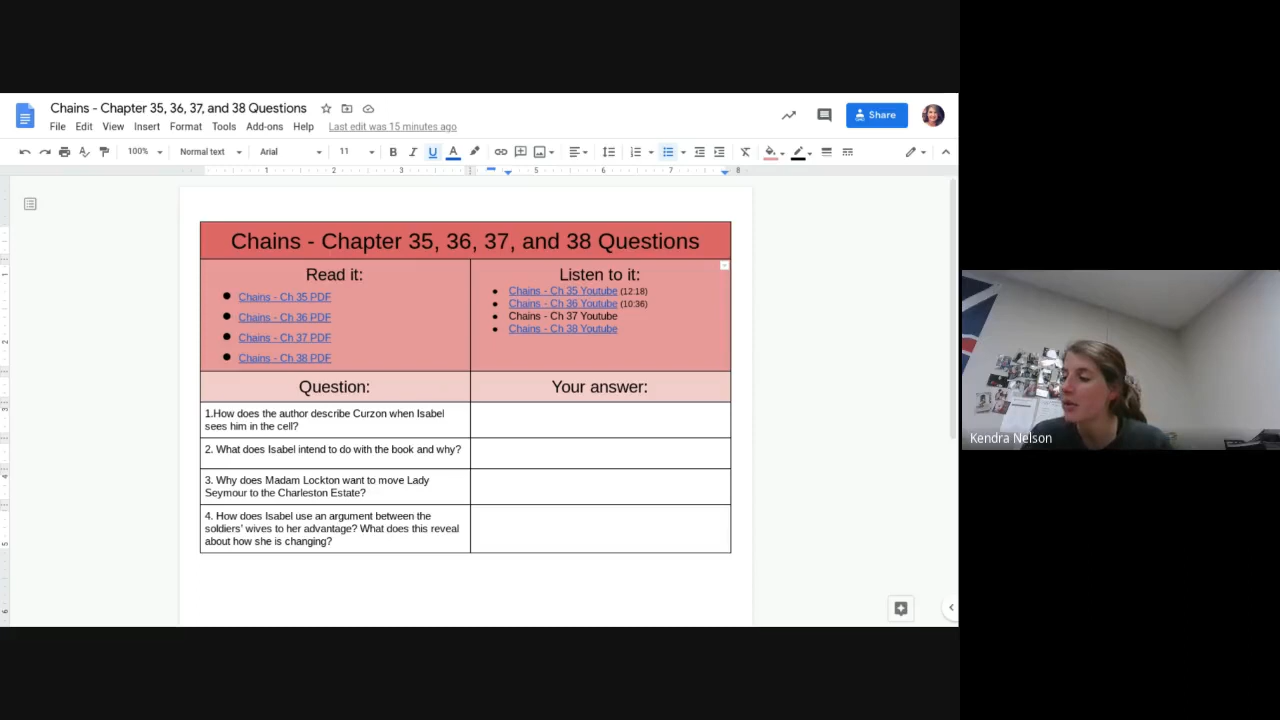 Chains - Chapter 35, 36, 37, and 38 Questions
File Edit View Insert Format Tools Add-ons Help Last edit was 15 minutes ago
Share
100% Normal text Arial 11 B I U A
1 2 3 5 6 7 8
Chains - Chapter 35, 36, 37, and 38 Questions
Read it:
Chains - Ch 35 PDF
Chains - Ch 36 PDF
Chains - Ch 37 PDF
Chains - Ch 38 PDF
Listen to it:
Chains - Ch 35 Youtube (12:18)
Chains - Ch 36 Youtube (10:36)
Chains - Ch 37 Youtube
Chains - Ch 38 Youtube
Question:
Your answer:
1.How does the author describe Curzon when Isabel
sees him in the cell?
2. What does Isabel intend to do with the book and why?
3. Why does Madam Lockton want to move Lady
Seymour to the Charleston Estate?
4. How does Isabel use an argument between the
soldiers' wives to her advantage? What does this reveal
about how she is changing?
Kendra Nelson